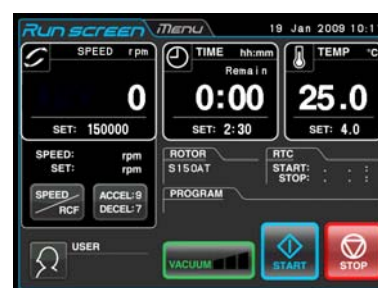 Run screen Menu 19 Jan 2009 10:1
SPEED rpm TIME hh:mm TEMP °C
Remain
0 0:00 25.0
SET: 150000 SET: 2:30 SET: 4.0
SPEED: rpm ROTOR RTC
SET: rpm S150AT START: : :
STOP: : :
SPEED/RCF ACCEL:9 PROGRAM
DECEL:7
USER
VACUUM START STOP